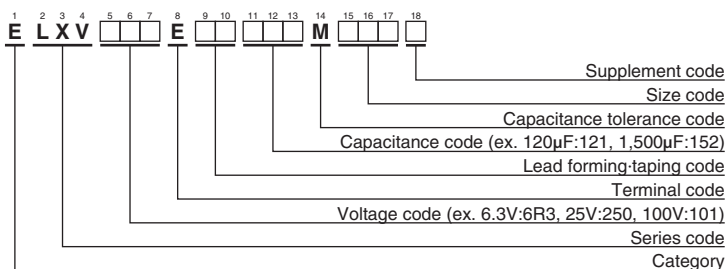 1 2 3 4 5 6 7 8 9 10 11 12 13 14 15 16 17 18
E L X V □□□ E □□ □□□ M □□□ □
Supplement code
Size code
Capacitance tolerance code
Capacitance code (ex. 120µF:121, 1,500µF:152)
Lead forming·taping code
Terminal code
Voltage code (ex. 6.3V:6R3, 25V:250, 100V:101)
Series code
Category